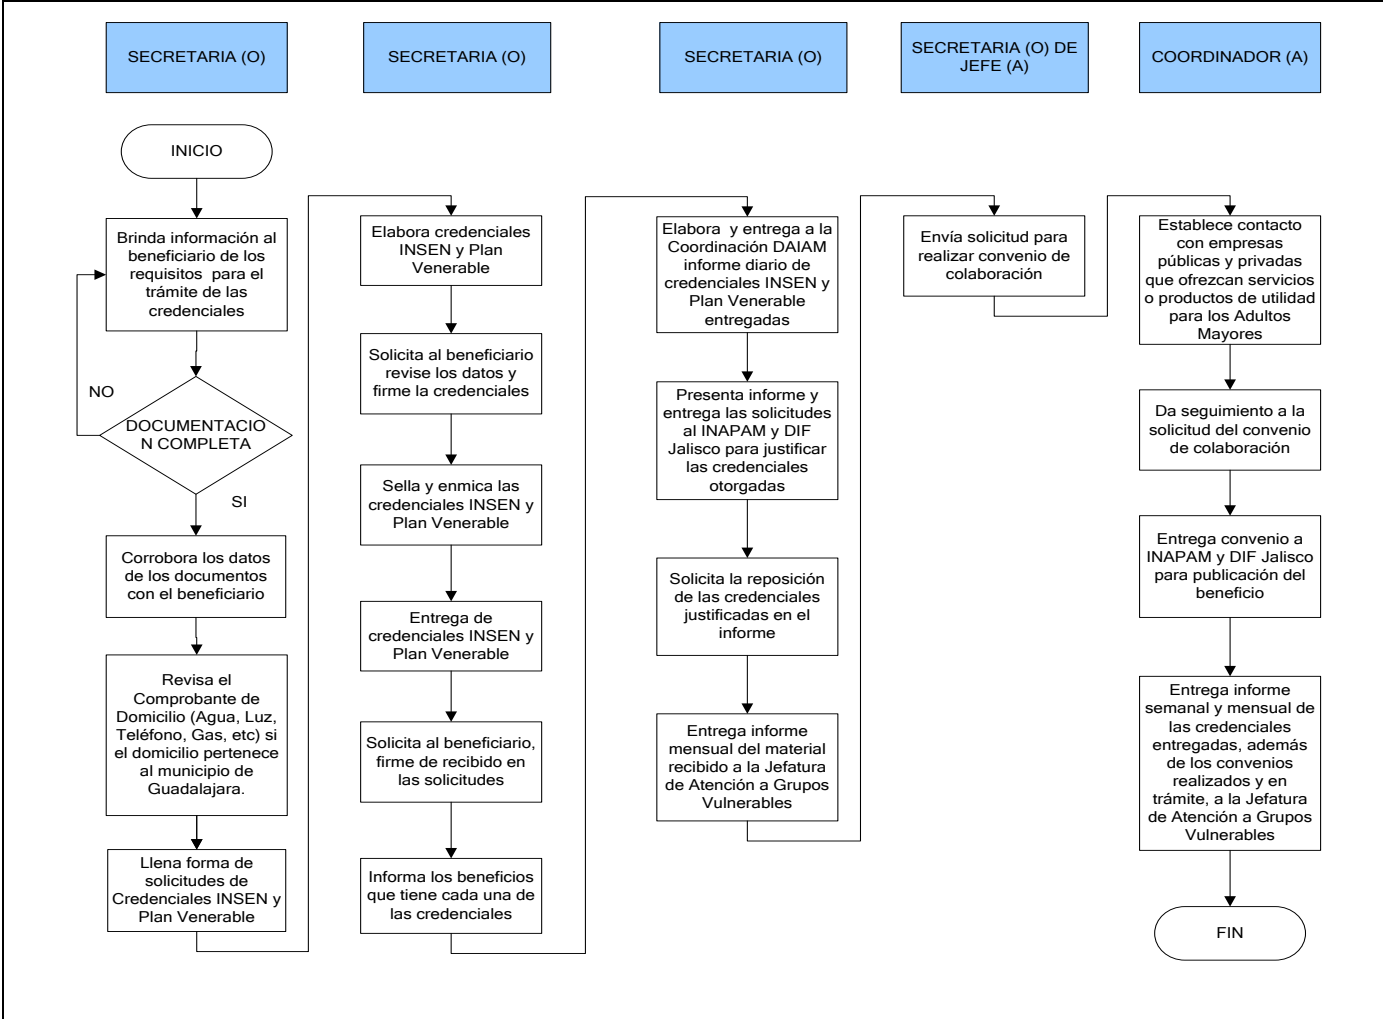 SECRETARIA (O)
SECRETARIA (O)
SECRETARIA (O)
SECRETARIA (O) DE
JEFE (A)
COORDINADOR (A)
INICIO
Brinda información al
beneficiario de los
requisitos para el
trámite de las
credenciales
NO
DOCUMENTACIO
N COMPLETA
SI
Corrobora los datos
de los documentos
con el beneficiario
Revisa el
Comprobante de
Domicilio (Agua, Luz,
Teléfono, Gas, etc) si
el domicilio pertenece
al municipio de
Guadalajara.
Llena forma de
solicitudes de
Credenciales INSEN y
Plan Venerable
Elabora credenciales
INSEN y Plan
Venerable
Solicita al beneficiario
revise los datos y
firme la credenciales
Sella y enmica las
credenciales INSEN y
Plan Venerable
Entrega de
credenciales INSEN y
Plan Venerable
Solicita al beneficiario,
firme de recibido en
las solicitudes
Informa los beneficios
que tiene cada una de
las credenciales
Elabora y entrega a la
Coordinación DAIAM
informe diario de
credenciales INSEN y
Plan Venerable
entregadas
Presenta informe y
entrega las solicitudes
al INAPAM y DIF
Jalisco para justificar
las credenciales
otorgadas
Solicita la reposición
de las credenciales
justificadas en el
informe
Entrega informe
mensual del material
recibido a la Jefatura
de Atención a Grupos
Vulnerables
Envía solicitud para
realizar convenio de
colaboración
Establece contacto
con empresas
públicas y privadas
que ofrezcan servicios
o productos de utilidad
para los Adultos
Mayores
Da seguimiento a la
solicitud del convenio
de colaboración
Entrega convenio a
INAPAM y DIF Jalisco
para publicación del
beneficio
Entrega informe
semanal y mensual de
las credenciales
entregadas, además
de los convenios
realizados y en
trámite, a la Jefatura
de Atención a Grupos
Vulnerables
FIN